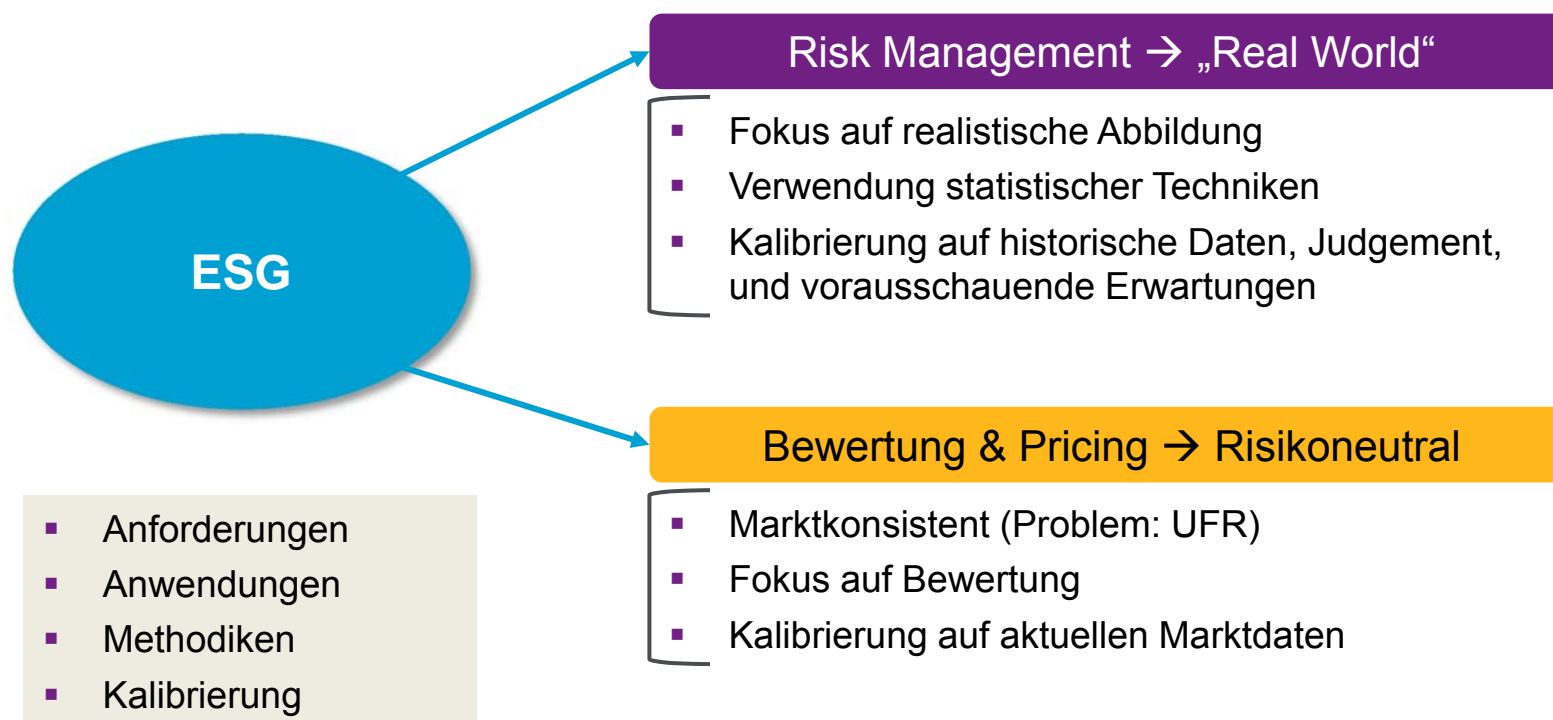 ESG
Anforderungen
Anwendungen
Methodiken
Kalibrierung
Risk Management → „Real World“
Fokus auf realistische Abbildung
Verwendung statistischer Techniken
Kalibrierung auf historische Daten, Judgement,
und vorausschauende Erwartungen
Bewertung & Pricing → Risikoneutral
Marktkonsistent (Problem: UFR)
Fokus auf Bewertung
Kalibrierung auf aktuellen Marktdaten